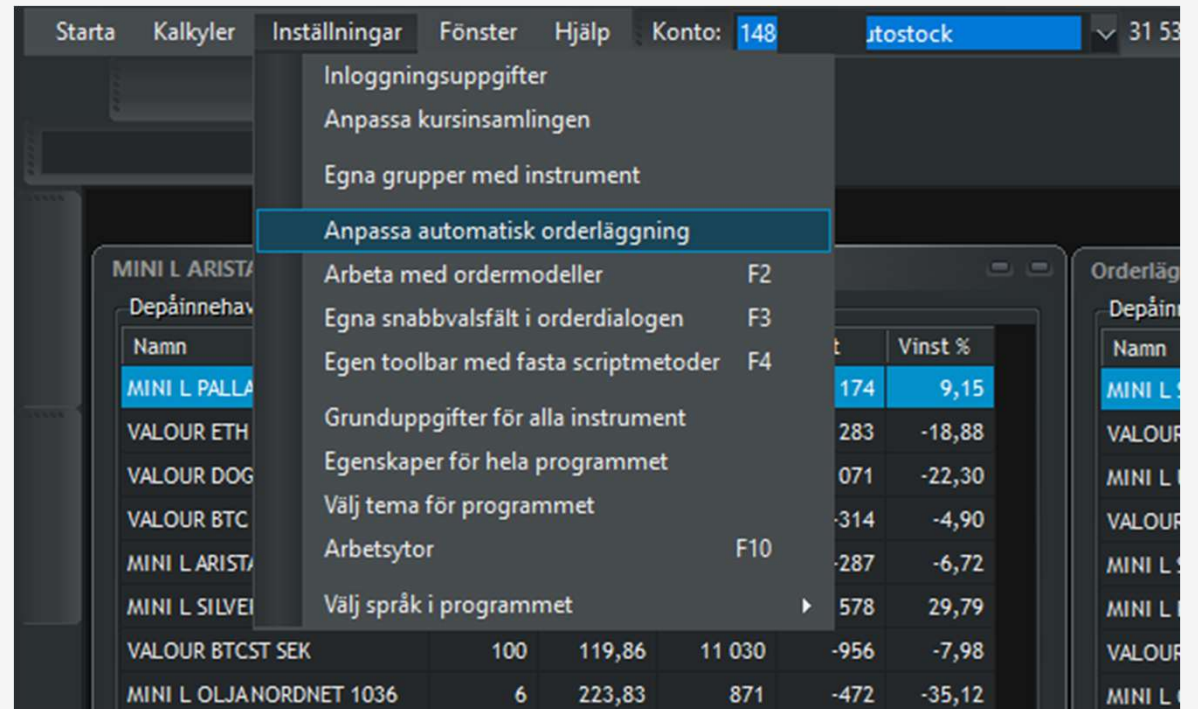 Starta Kalkyler Inställningar Fönster Hjälp Konto: 148 utostock 31 53
Inloggningsuppgifter
Anpassa kursinsamlingen
Egna grupper med instrument
Anpassa automatisk orderläggning
Arbeta med ordermodeller F2
Egna snabbvalsfält i orderdialogen F3
Egen toolbar med fasta scriptmetoder F4
Grunduppgifter för alla instrument
Egenskaper för hela programmet
Välj tema för programmet
Arbetsytor F10
Välj språk i programmet
MINI L ARISTA
Depåinnehav
Namn t Vinst %
MINI L PALLA 174 9,15
VALOUR ETH 283 -18,88
VALOUR DOG 071 -22,30
VALOUR BTC -314 -4,90
MINI L ARISTA -287 -6,72
MINI L SILVER 578 29,79
VALOUR BTCST SEK 100 119,86 11 030 -956 -7,98
MINI L OLJA NORDNET 1036 6 223,83 871 -472 -35,12
Orderläg
Depåinn
Namn
MINI L S
VALOUR
MINI L
VALOUR
MINI L S
MINI L
VALOUR
MINI L